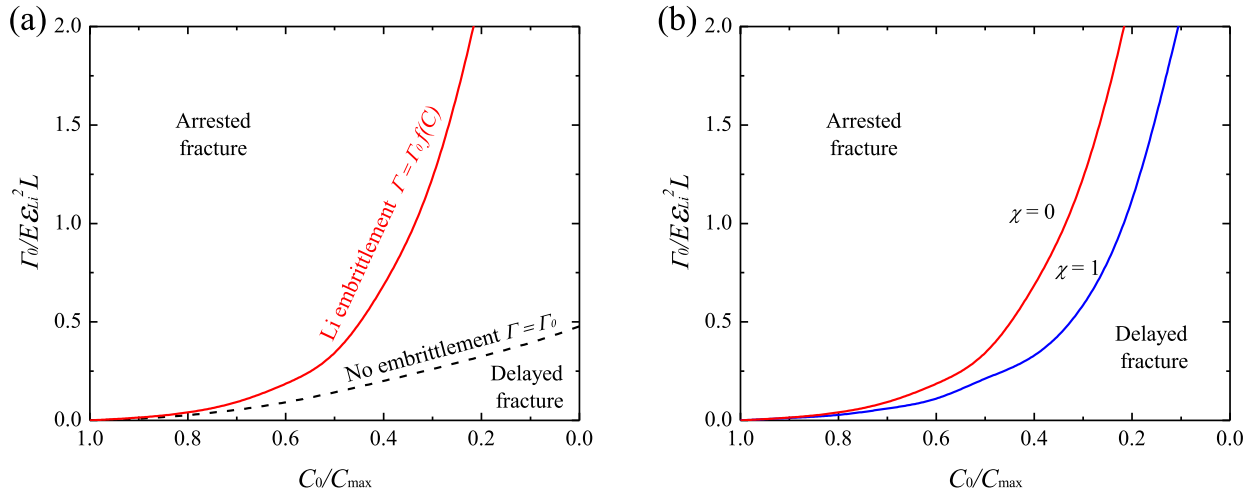 (a)
2.0
1.5
1.0
0.5
0.0
Γ₀/Eε_Li²L
Arrested
fracture
Li embrittlement Γ = Γ₀ f(C)
No embrittlement Γ = Γ₀
Delayed
fracture
1.0 0.8 0.6 0.4 0.2 0.0
C₀/Cmax
(b)
2.0
1.5
1.0
0.5
0.0
Γ₀/Eε_Li²L
Arrested
fracture
χ = 0
χ = 1
Delayed
fracture
1.0 0.8 0.6 0.4 0.2 0.0
C₀/Cmax